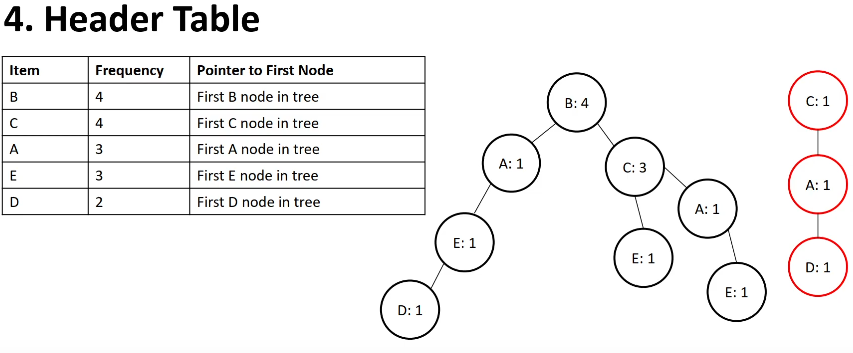 4. Header Table
Item Frequency Pointer to First Node
B 4 First B node in tree
C 4 First C node in tree
A 3 First A node in tree
E 3 First E node in tree
D 2 First D node in tree
B: 4
A: 1
C: 3
E: 1
A: 1
E: 1
D: 1
E: 1
C: 1
A: 1
D: 1